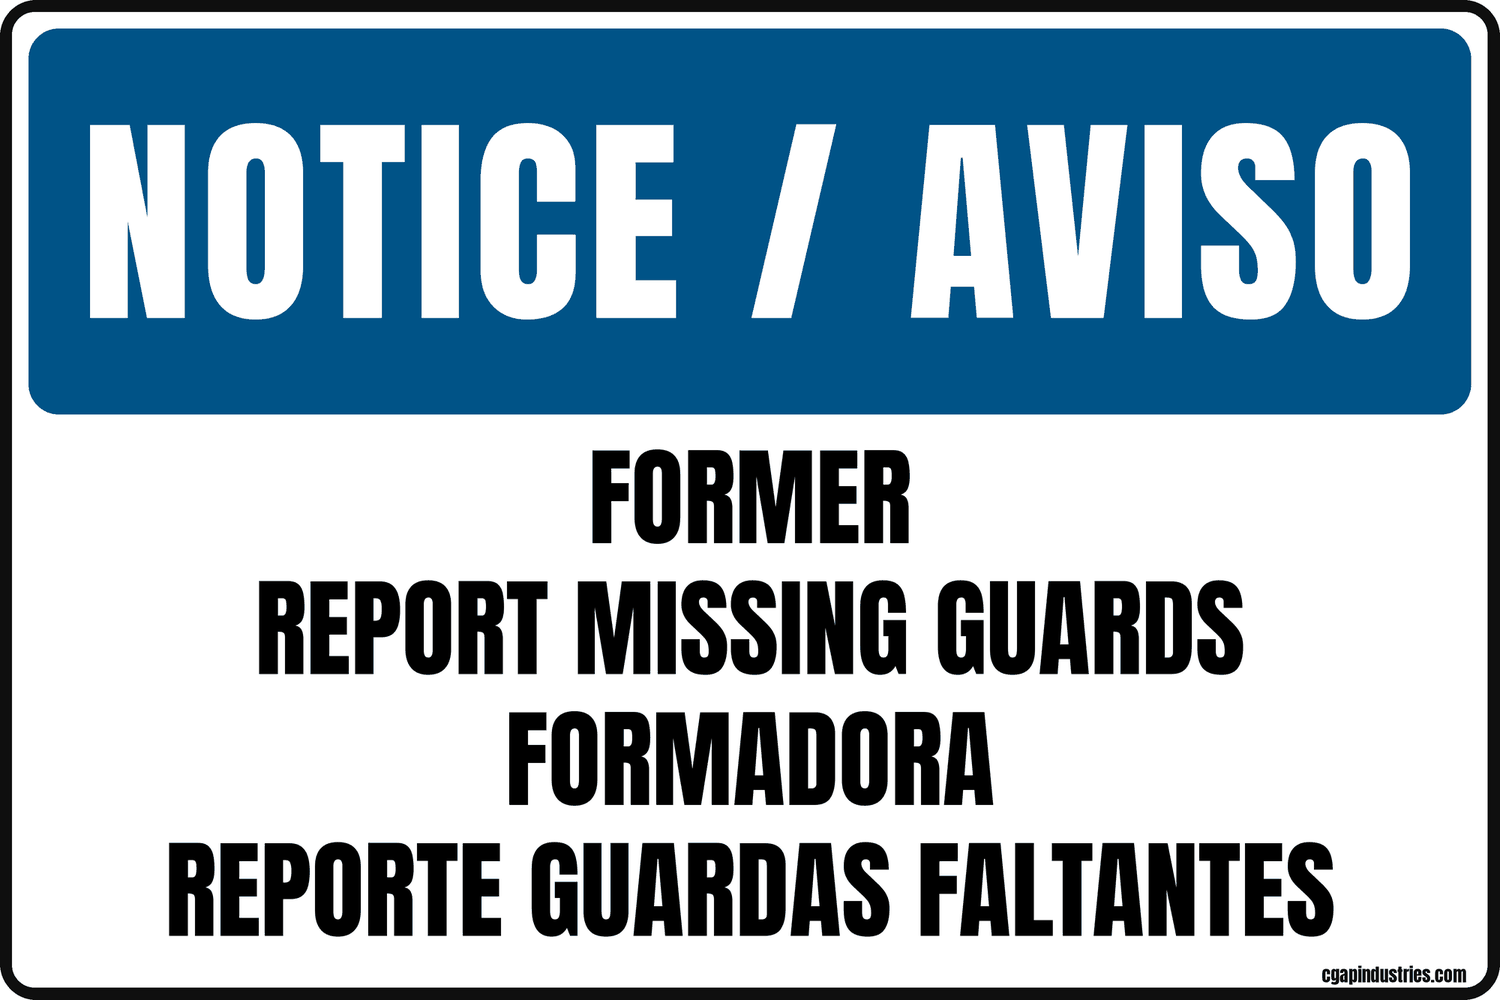 NOTICE / AVISO
FORMER
REPORT MISSING GUARDS
FORMADORA
REPORTE GUARDAS FALTANTES
cgapindustries.com